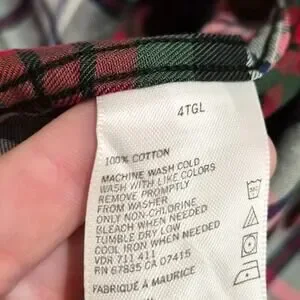 4TGL
100% COTTON
MACHINE WASH COLD
WASH WITH LIKE COLORS
REMOVE PROMPTLY
FROM WASHER
ONLY NON-CHLORINE
BLEACH WHEN NEEDED
TUMBLE DRY LOW
COOL IRON WHEN NEEDED
VDR 711 411
RN 67835 CA 07415
FABRIQUÉ À MAURICE